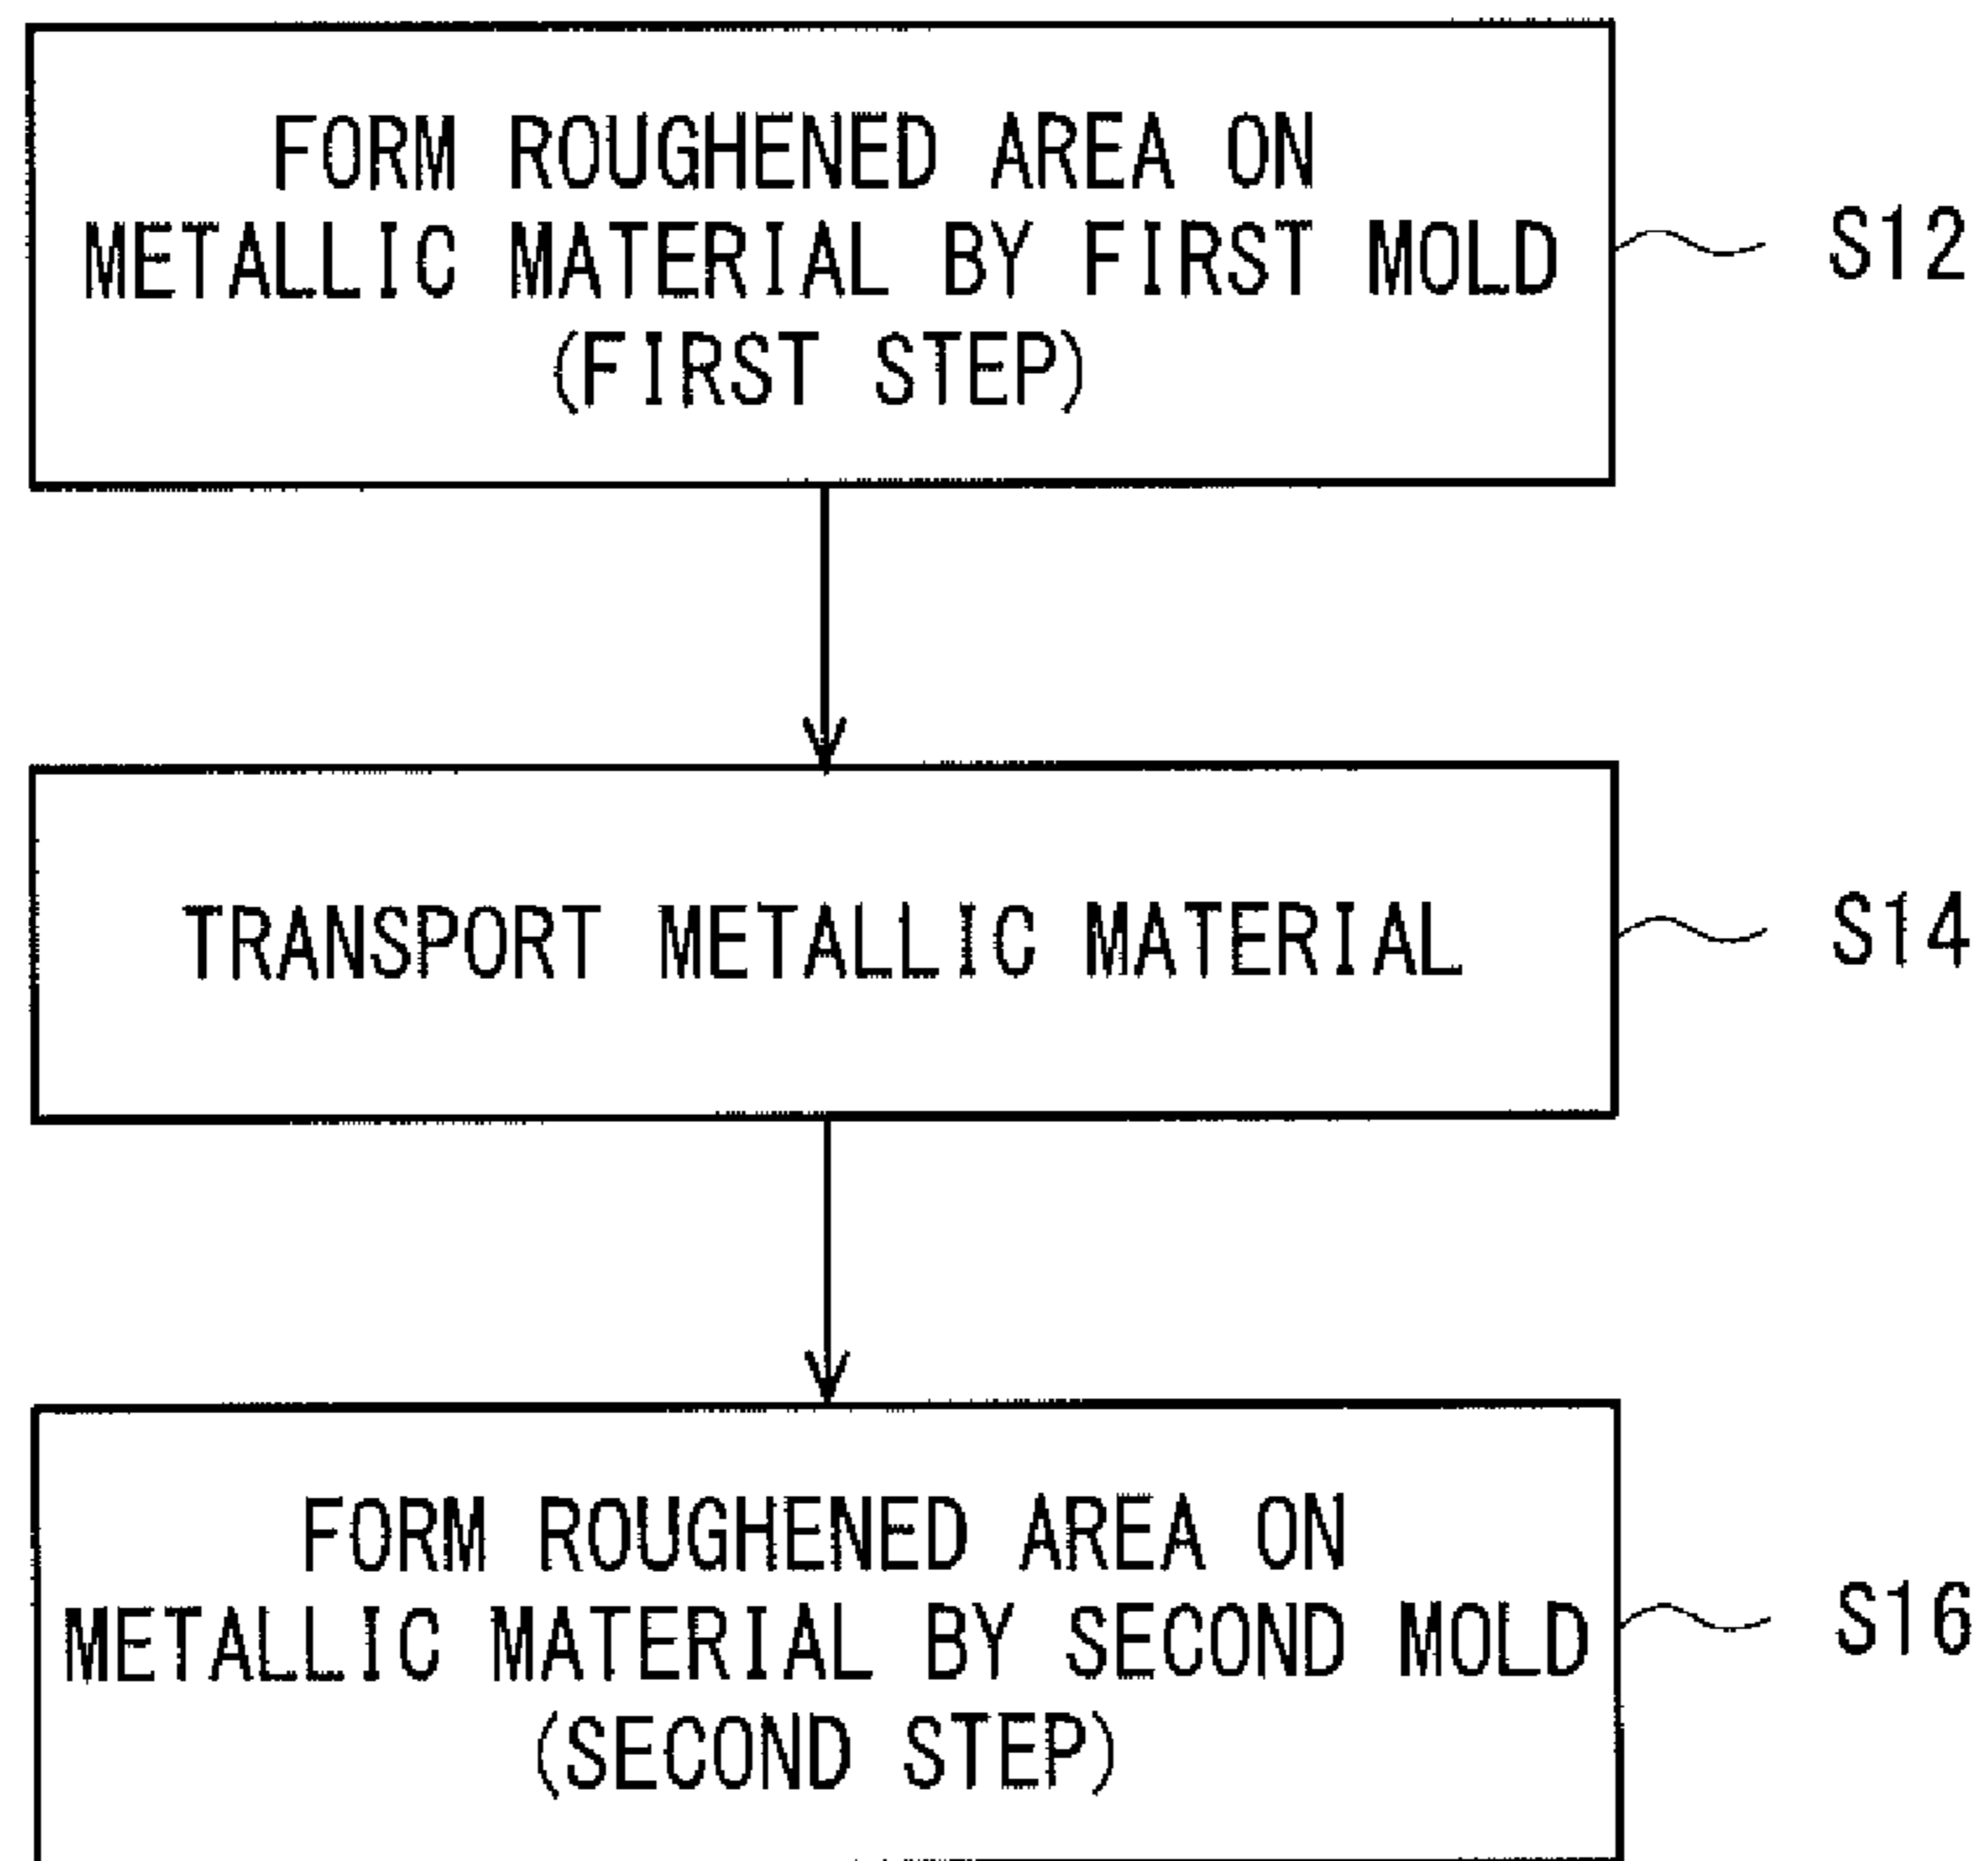 FORM ROUGHENED AREA ON
METALLIC MATERIAL BY FIRST MOLD
(FIRST STEP)
S12
TRANSPORT METALLIC MATERIAL
S14
FORM ROUGHENED AREA ON
METALLIC MATERIAL BY SECOND MOLD
(SECOND STEP)
S16